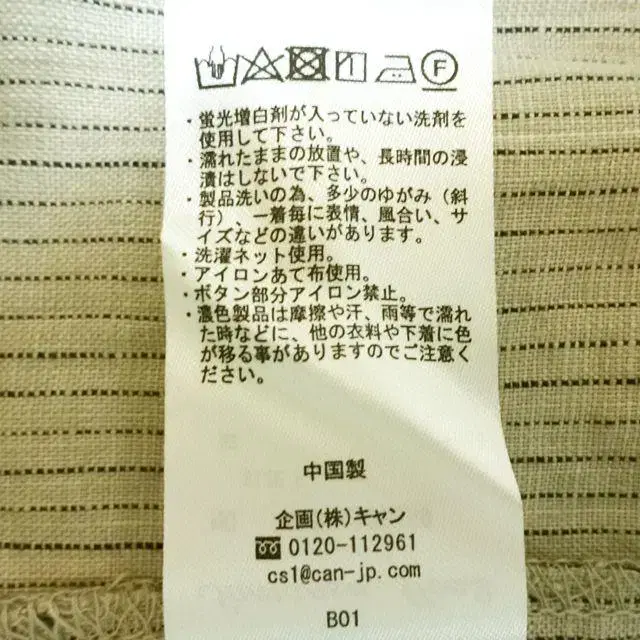 ・蛍光増白剤が入っていない洗剤を
使用して下さい。
・濡れたままの放置や、長時間の浸
漬はしないで下さい。
・製品洗いの為、多少のゆがみ（斜
行）、一着毎に表情、風合い、サ
イズなどの違いがあります。
・洗濯ネット使用。
・アイロンあて布使用。
・ボタン部分アイロン禁止。
・濃色製品は摩擦や汗、雨等で濡れ
た時などに、他の衣料や下着に色
が移る事がありますのでご注意く
ださい。
中国製
企画(株)キャン
0120-112961
cs1@can-jp.com
B01